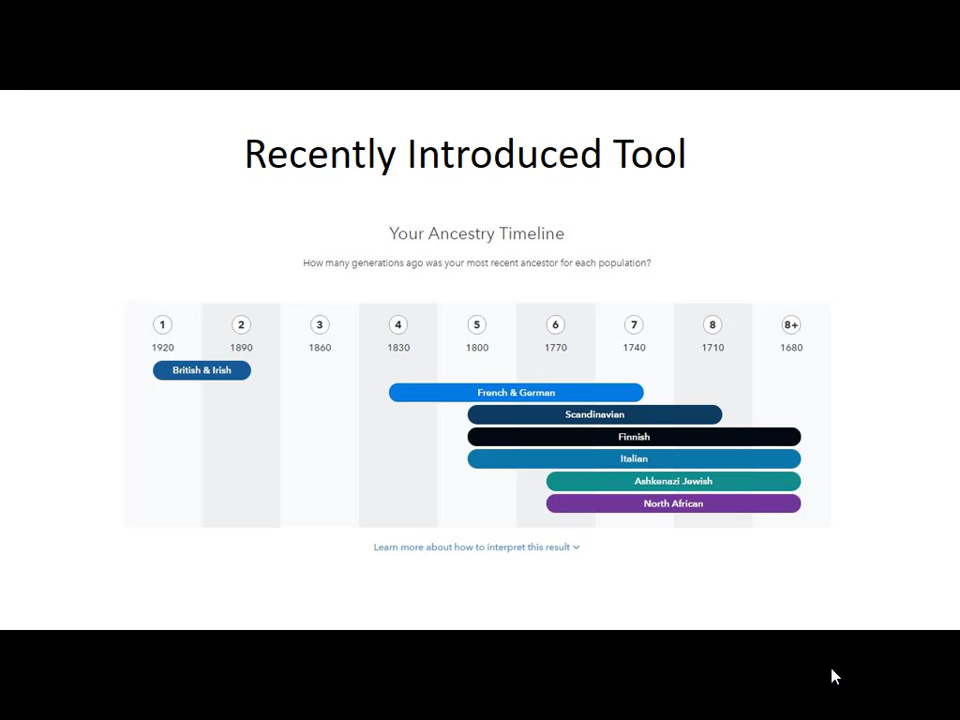 Recently Introduced Tool
Your Ancestry Timeline
How many generations ago was your most recent ancestor for each population?
1 2 3 4 5 6 7 8 8+
1920 1890 1860 1830 1800 1770 1740 1710 1680
British & Irish
French & German
Scandinavian
Finnish
Italian
Ashkenazi Jewish
North African
Learn more about how to interpret this result